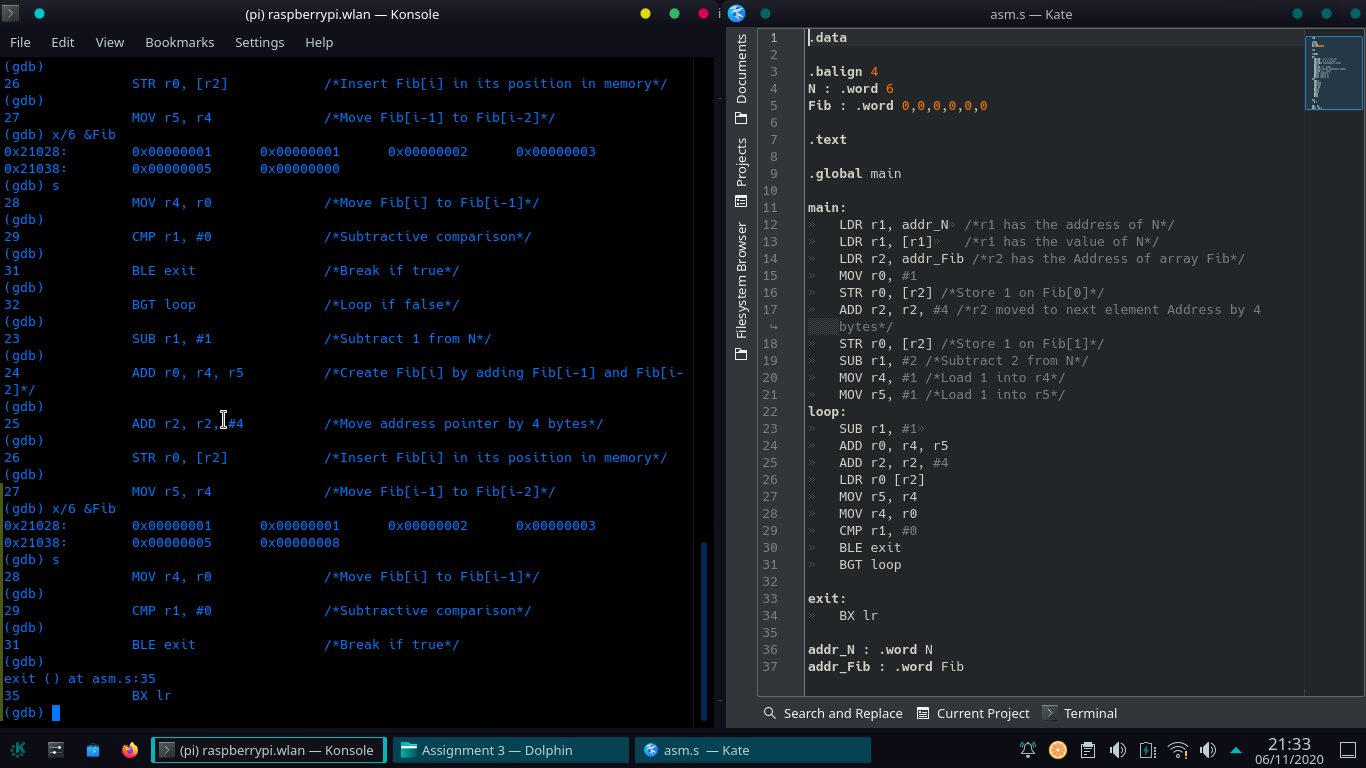 (pi) raspberrypi.wlan — Konsole
File Edit View Bookmarks Settings Help
(gdb)
26 STR r0, [r2] /*Insert Fib[i] in its position in memory*/
(gdb)
27 MOV r5, r4 /*Move Fib[i-1] to Fib[i-2]*/
(gdb) x/6 &Fib
0x21028: 0x00000001 0x00000001 0x00000002 0x00000003
0x21038: 0x00000005 0x00000000
(gdb) s
28 MOV r4, r0 /*Move Fib[i] to Fib[i-1]*/
(gdb)
29 CMP r1, #0 /*Subtractive comparison*/
(gdb)
31 BLE exit /*Break if true*/
(gdb)
32 BGT loop /*Loop if false*/
(gdb)
23 SUB r1, #1 /*Subtract 1 from N*/
(gdb)
24 ADD r0, r4, r5 /*Create Fib[i] by adding Fib[i-1] and Fib[i-
2]*/
(gdb)
25 ADD r2, r2, #4 /*Move address pointer by 4 bytes*/
(gdb)
26 STR r0, [r2] /*Insert Fib[i] in its position in memory*/
(gdb)
27 MOV r5, r4 /*Move Fib[i-1] to Fib[i-2]*/
(gdb) x/6 &Fib
0x21028: 0x00000001 0x00000001 0x00000002 0x00000003
0x21038: 0x00000005 0x00000008
(gdb) s
28 MOV r4, r0 /*Move Fib[i] to Fib[i-1]*/
(gdb)
29 CMP r1, #0 /*Subtractive comparison*/
(gdb)
31 BLE exit /*Break if true*/
(gdb)
exit () at asm.s:35
35 BX lr
(gdb)
asm.s — Kate
Documents
Projects
Filesystem Browser
1 .data
2
3 .balign 4
4 N : .word 6
5 Fib : .word 0,0,0,0,0,0
6
7 .text
8
9 .global main
10
11 main:
12 LDR r1, addr_N /*r1 has the address of N*/
13 LDR r1, [r1] /*r1 has the value of N*/
14 LDR r2, addr_Fib /*r2 has the Address of array Fib*/
15 MOV r0, #1
16 STR r0, [r2] /*Store 1 on Fib[0]*/
17 ADD r2, r2, #4 /*r2 moved to next element Address by 4
bytes*/
18 STR r0, [r2] /*Store 1 on Fib[1]*/
19 SUB r1, #2 /*Subtract 2 from N*/
20 MOV r4, #1 /*Load 1 into r4*/
21 MOV r5, #1 /*Load 1 into r5*/
22 loop:
23 SUB r1, #1
24 ADD r0, r4, r5
25 ADD r2, r2, #4
26 LDR r0 [r2]
27 MOV r5, r4
28 MOV r4, r0
29 CMP r1, #0
30 BLE exit
31 BGT loop
32
33 exit:
34 BX lr
35
36 addr_N : .word N
37 addr_Fib : .word Fib
Search and Replace Current Project Terminal
(pi) raspberrypi.wlan — Konsole Assignment 3 — Dolphin asm.s — Kate
21:33
06/11/2020